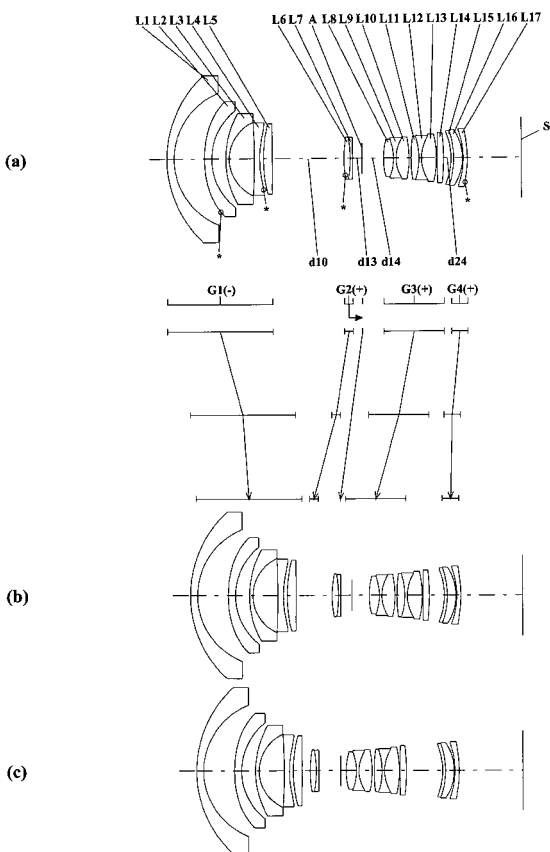 L1 L2 L3 L4 L5 L6 L7 A L8 L9 L10 L11 L12 L13 L14 L15 L16 L17
S
(a)
* * * *
d10 d13 d14 d24
G1(-) G2(+) G3(+) G4(+)
(b)
(c)